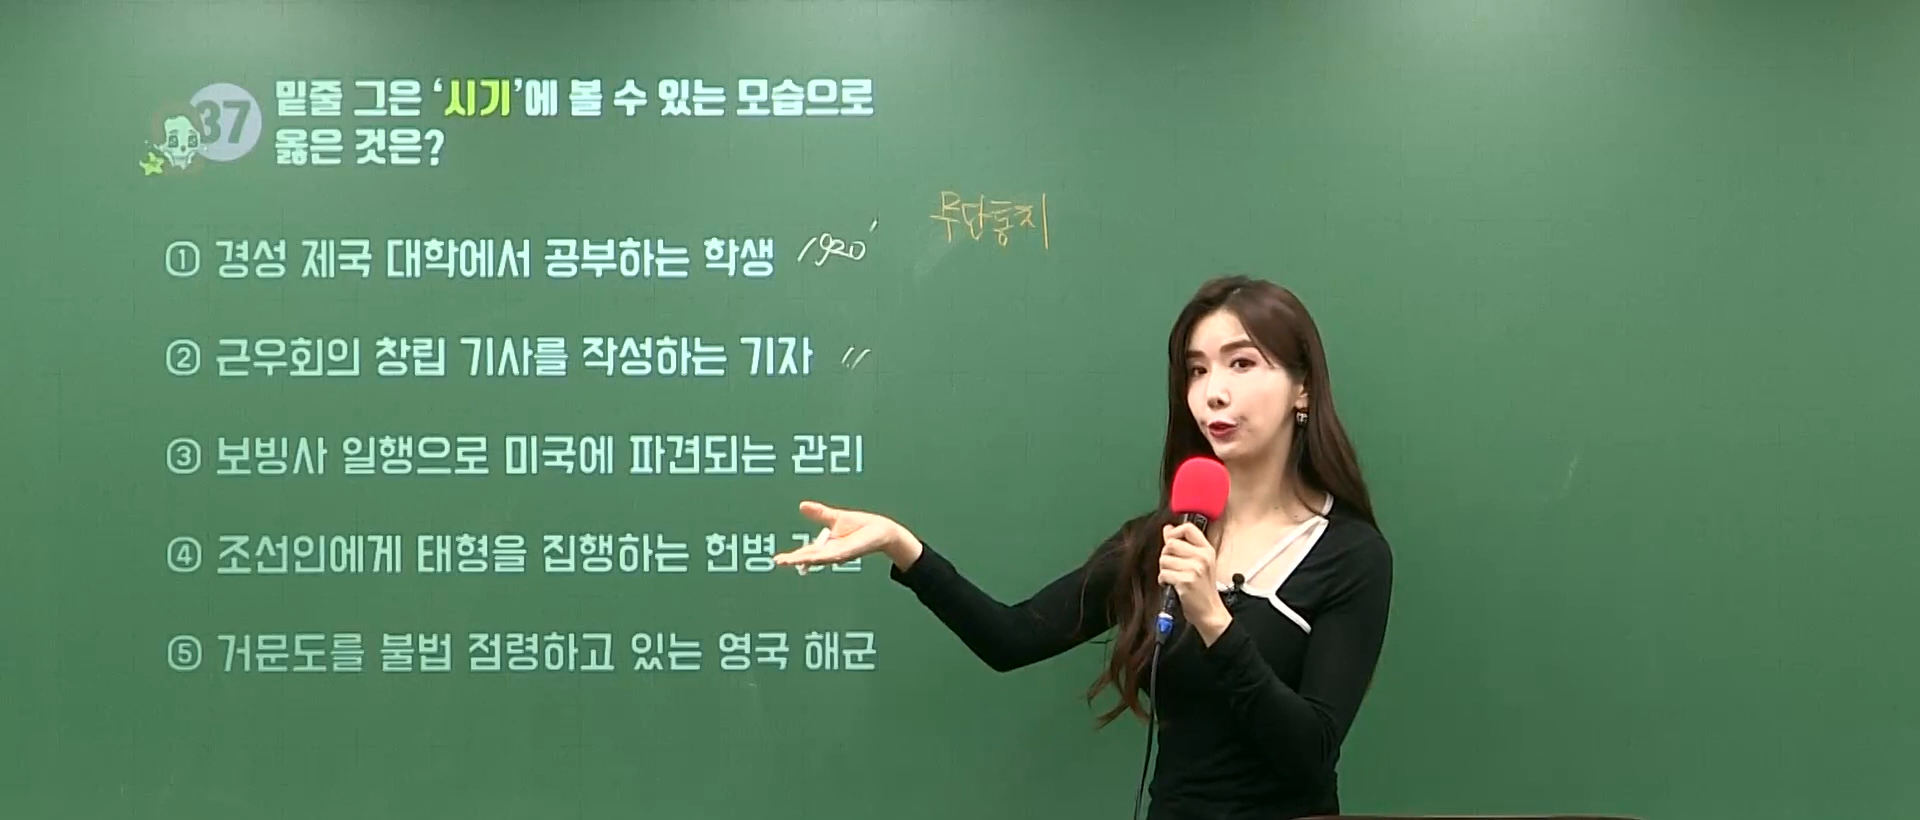 37
밑줄 그은 ‘시기’에 볼 수 있는 모습으로
옳은 것은?
무단통치
① 경성 제국 대학에서 공부하는 학생 1920'
② 근우회의 창립 기사를 작성하는 기자 〃
③ 보빙사 일행으로 미국에 파견되는 관리
④ 조선인에게 태형을 집행하는 헌병
⑤ 거문도를 불법 점령하고 있는 영국 해군